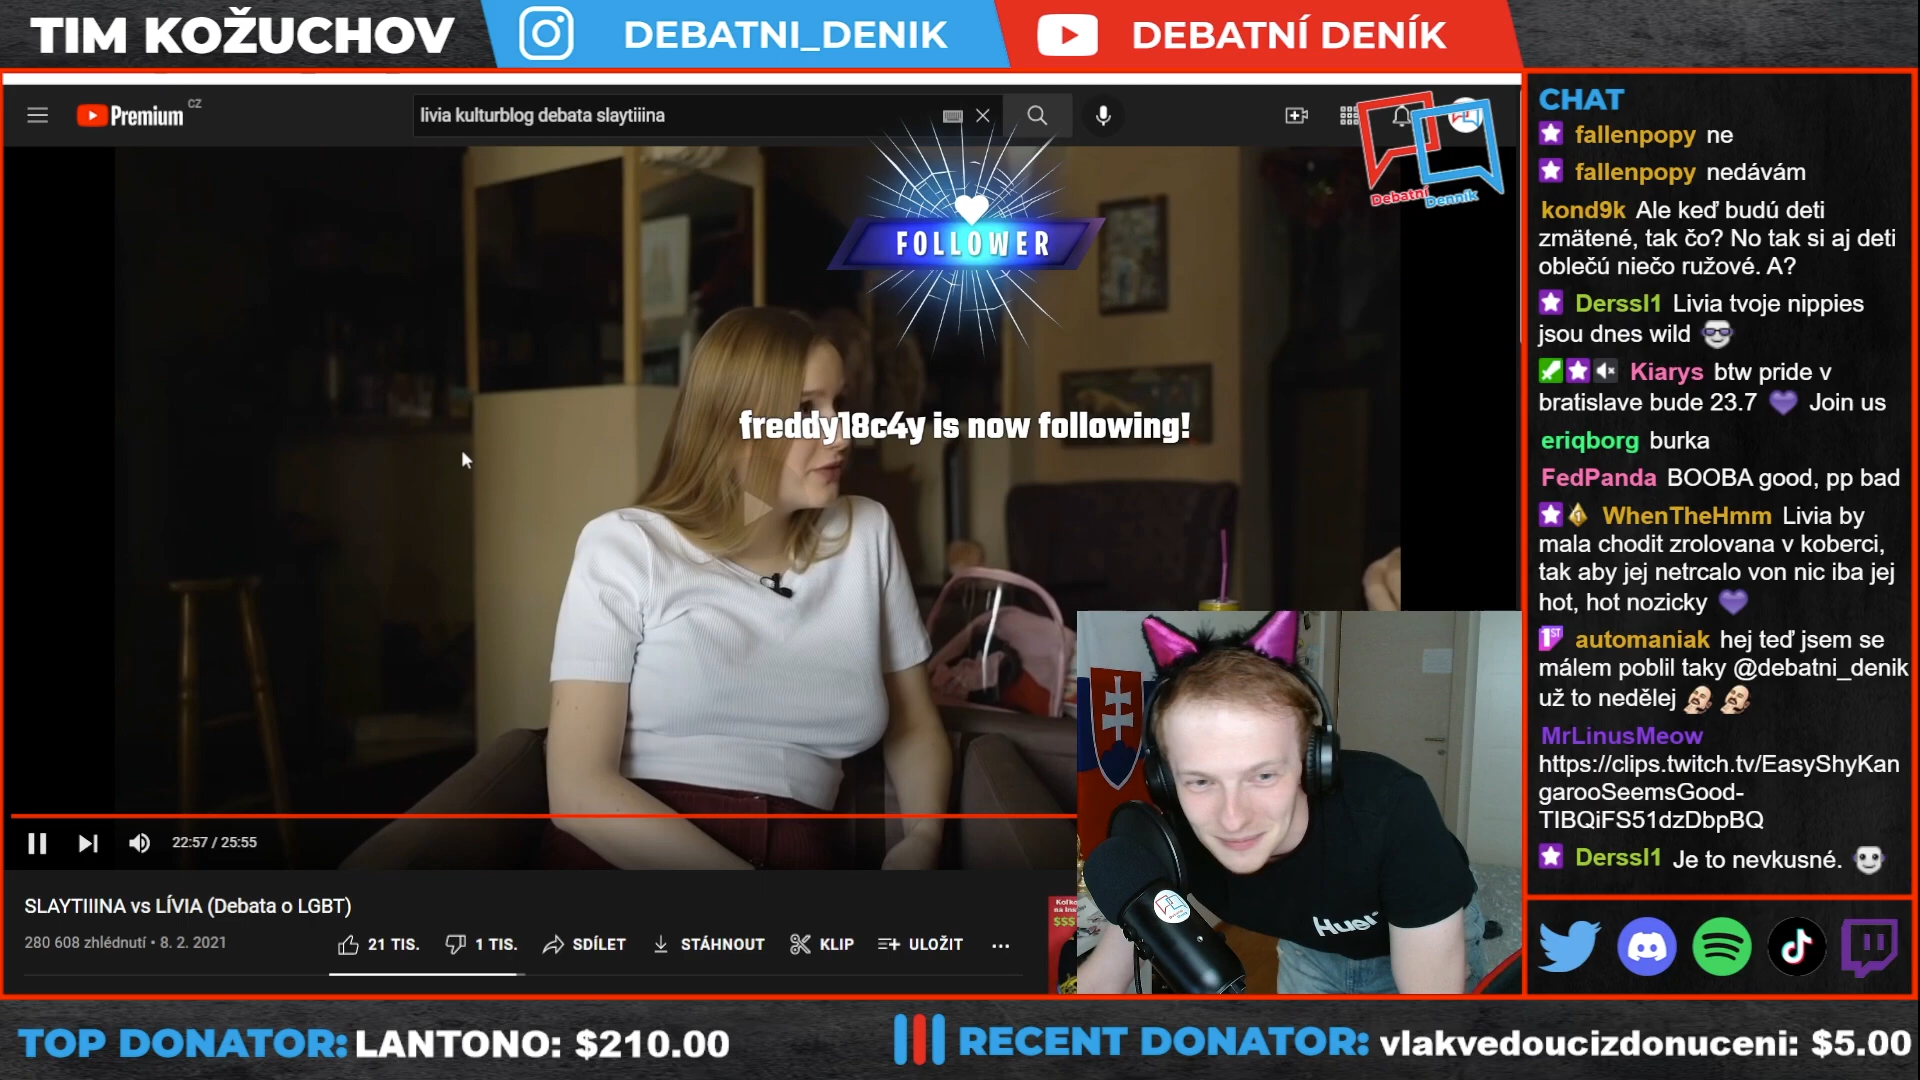 TIM KOŽUCHOV
DEBATNI_DENIK
DEBATNÍ DENÍK
Premium CZ
livia kulturblog debata slaytiiina
Debatní
Denník
FOLLOWER
freddy18c4y is now following!
22:57 / 25:55
SLAYTIIINA vs LÍVIA (Debata o LGBT)
280 608 zhlédnutí • 8. 2. 2021
21 TIS.
1 TIS.
SDÍLET
STÁHNOUT
KLIP
ULOŽIT
$$$
Huel
CHAT
fallenpopy ne
fallenpopy nedávám
kond9k Ale keď budú deti
zmätené, tak čo? No tak si aj deti
oblečú niečo ružové. A?
Derssl1 Livia tvoje nippies
jsou dnes wild
Kiarys btw pride v
bratislave bude 23.7 Join us
eriqborg burka
FedPanda BOOBA good, pp bad
1 WhenTheHmm Livia by
mala chodit zrolovana v koberci,
tak aby jej netrcalo von nic iba jej
hot, hot nozicky
1ST automaniak hej teď jsem se
málem poblil taky @debatni_denik
už to nedělej
MrLinusMeow
https://clips.twitch.tv/EasyShyKan
garooSeemsGood-
TIBQiFS51dzDbpBQ
Derssl1 Je to nevkusné.
TOP DONATOR: LANTONO: $210.00
RECENT DONATOR: vlakvedoucizdonuceni: $5.00